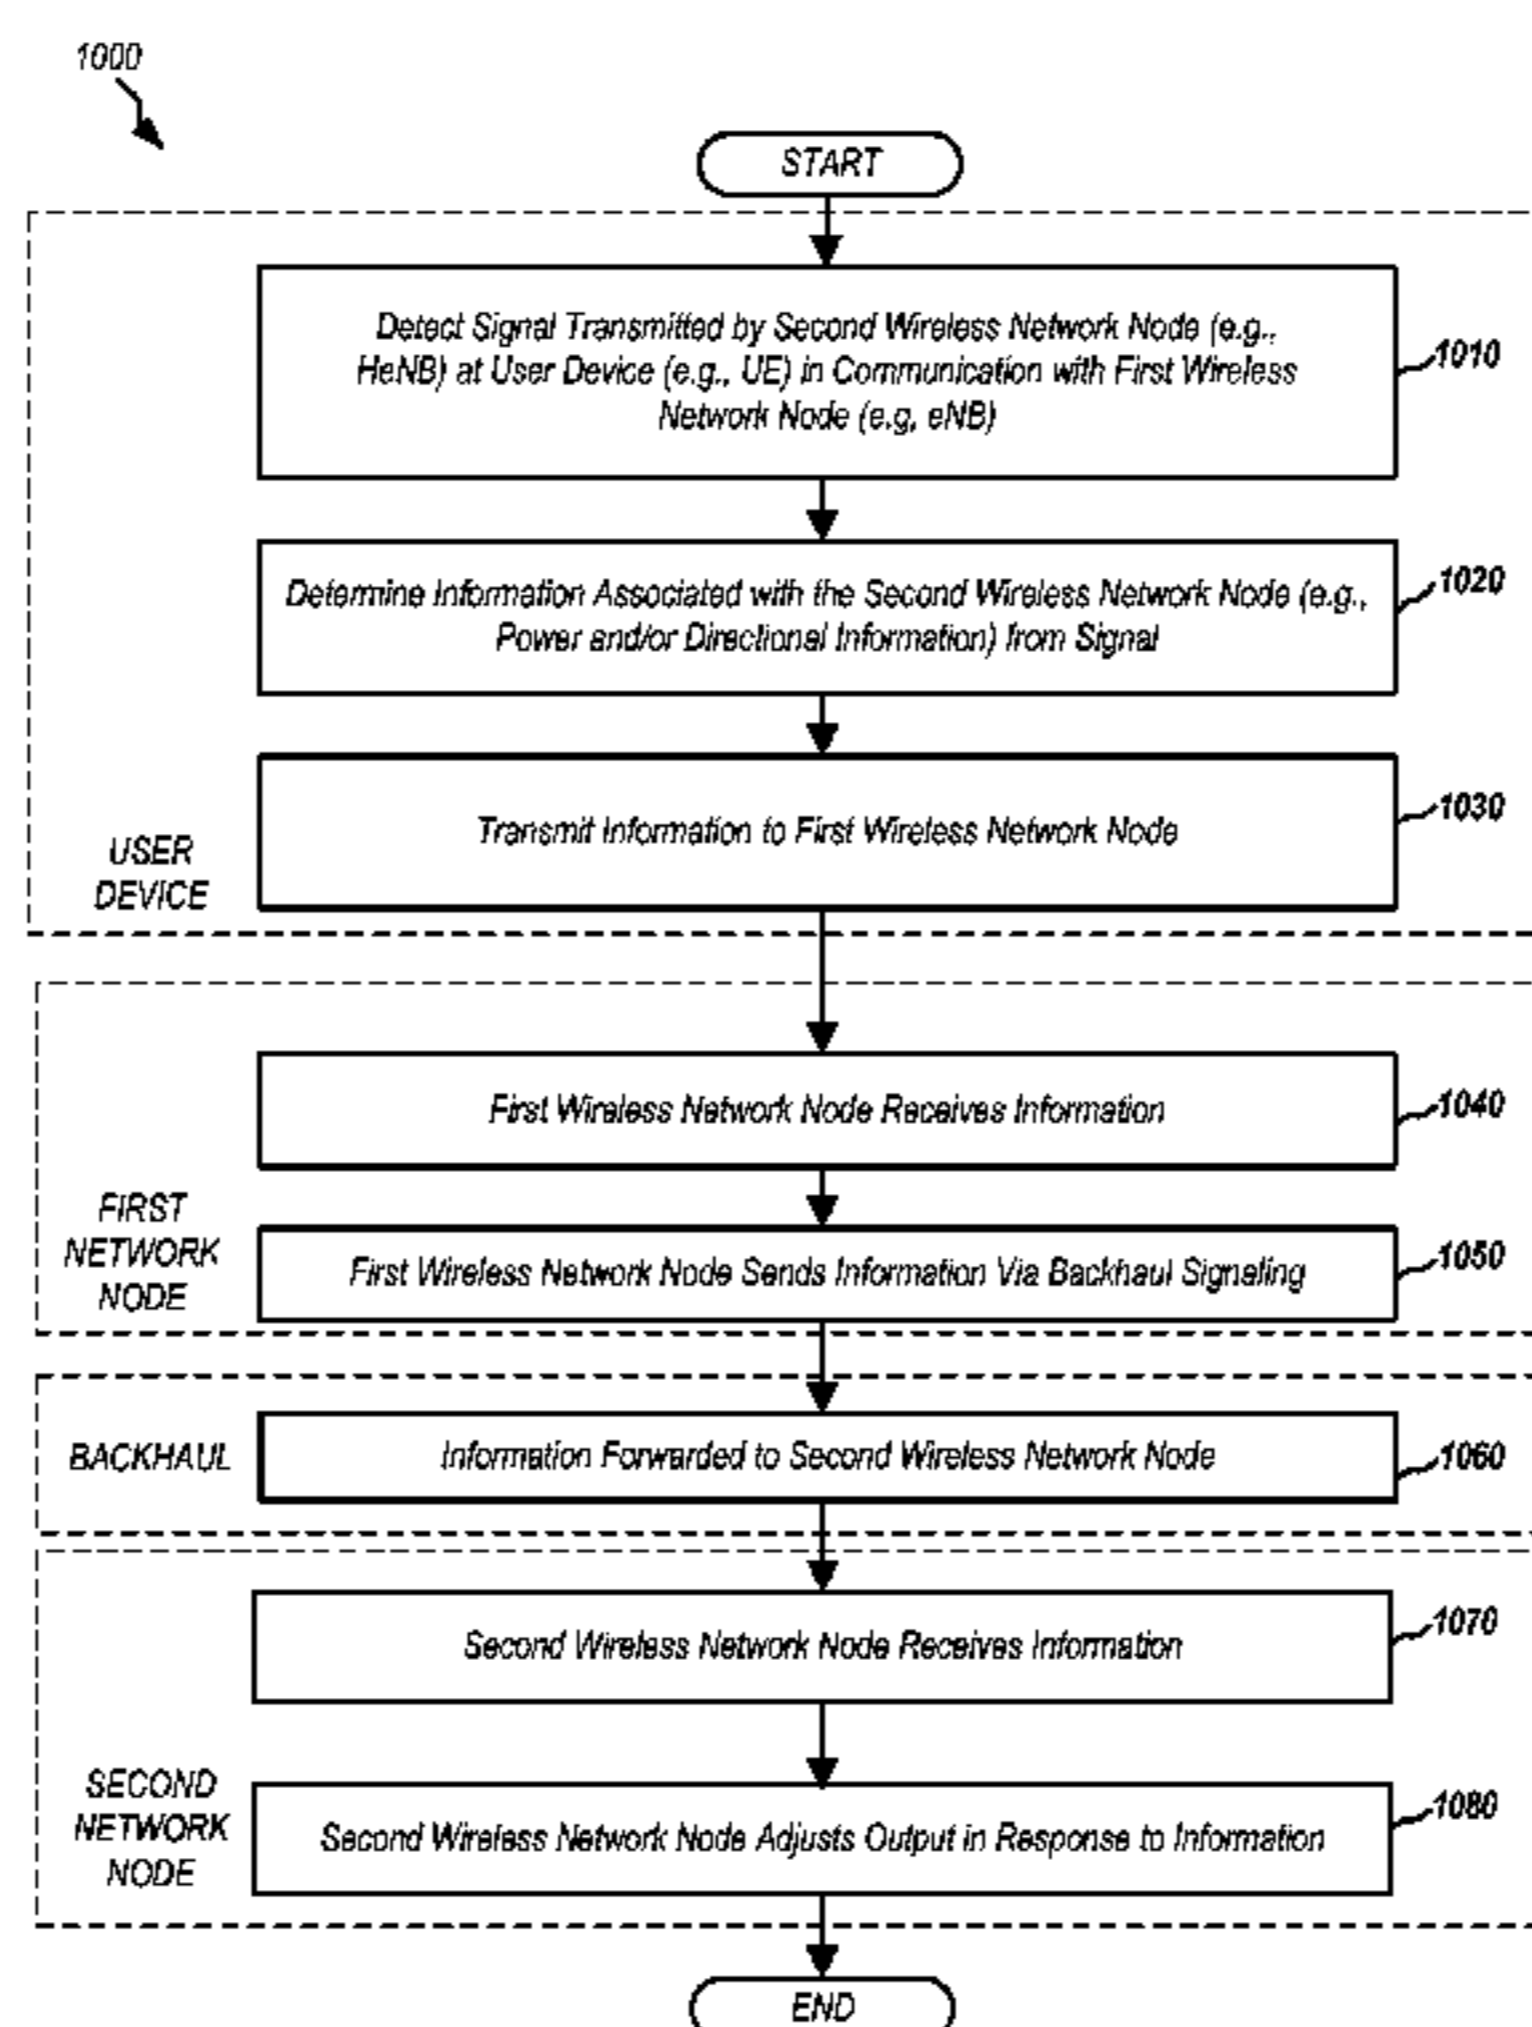 1000
START
Detect Signal Transmitted by Second Wireless Network Node (e.g.,
HeNB) at User Device (e.g., UE) in Communication with First Wireless
Network Node (e.g, eNB)
1010
Determine Information Associated with the Second Wireless Network Node (e.g.,
Power and/or Directional Information) from Signal
1020
Transmit Information to First Wireless Network Node
1030
USER
DEVICE
First Wireless Network Node Receives Information
1040
FIRST
NETWORK
NODE
First Wireless Network Node Sends Information Via Backhaul Signaling
1050
BACKHAUL
Information Forwarded to Second Wireless Network Node
1060
Second Wireless Network Node Receives Information
1070
SECOND
NETWORK
NODE
Second Wireless Network Node Adjusts Output in Response to Information
1080
END